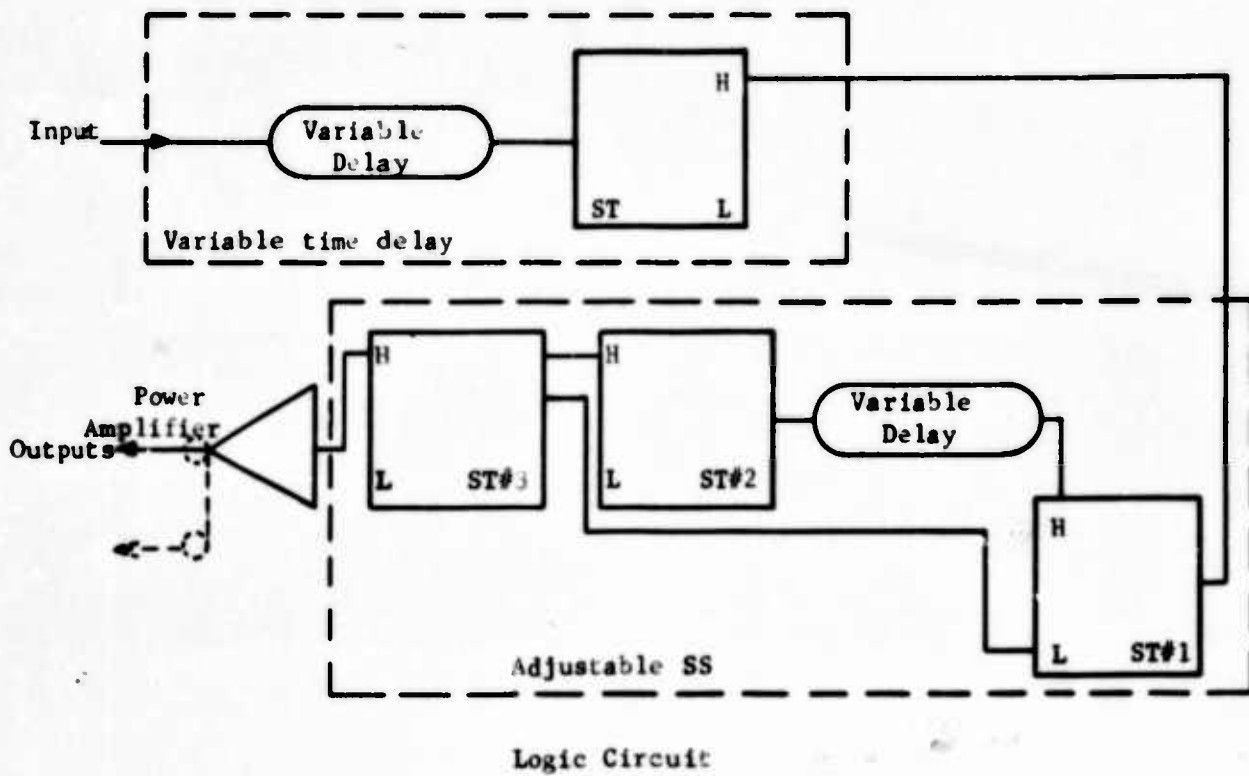 Input
Variable
Delay
H
ST
L
Variable time delay
H
L
ST#3
H
L
ST#2
Variable
Delay
H
L
ST#1
Power
Amplifier
Outputs
Adjustable SS
Logic Circuit